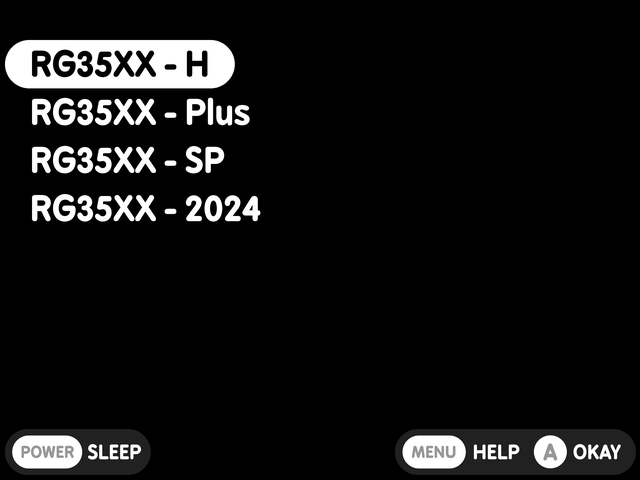 RG35XX - H
RG35XX - Plus
RG35XX - SP
RG35XX - 2024
POWER SLEEP MENU HELP A OKAY